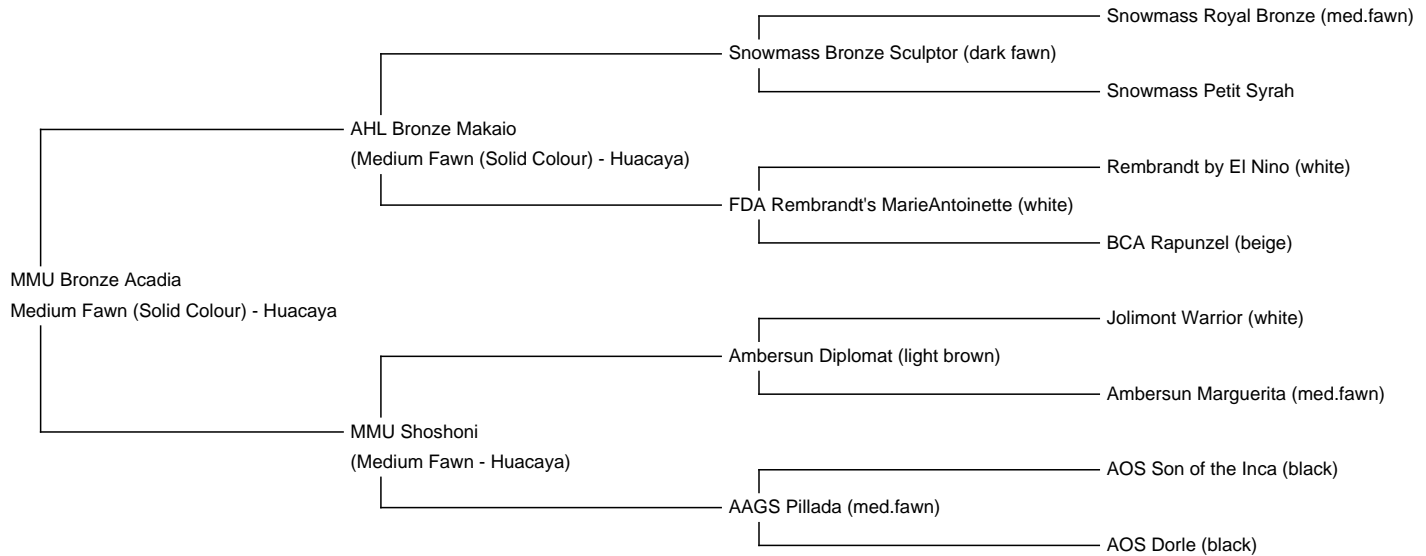 Snowmass Royal Bronze (med.fawn)
Snowmass Bronze Sculptor (dark fawn)
Snowmass Petit Syrah
AHL Bronze Makaio
(Medium Fawn (Solid Colour) - Huacaya)
Rembrandt by El Nino (white)
FDA Rembrandt's MarieAntoinette (white)
BCA Rapunzel (beige)
MMU Bronze Acadia
Medium Fawn (Solid Colour) - Huacaya
Jolimont Warrior (white)
Ambersun Diplomat (light brown)
Ambersun Marguerita (med.fawn)
MMU Shoshoni
(Medium Fawn - Huacaya)
AOS Son of the Inca (black)
AAGS Pillada (med.fawn)
AOS Dorle (black)